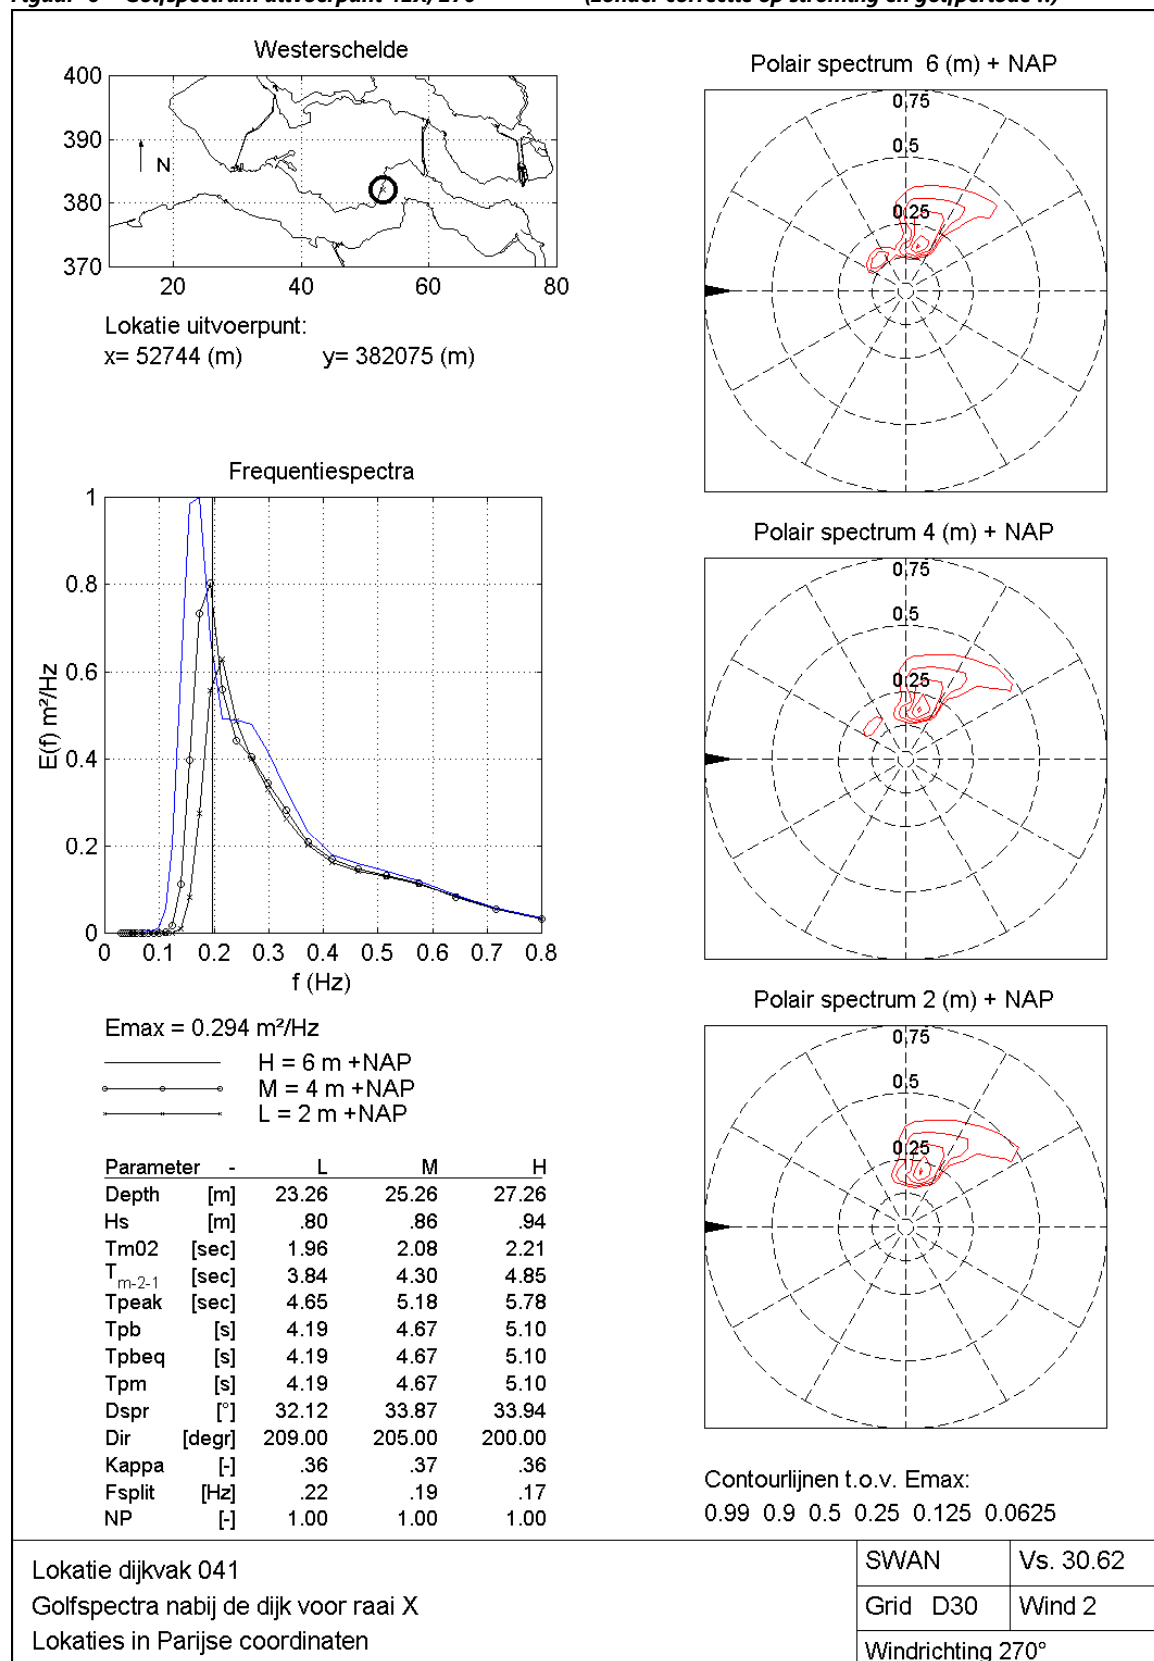 Westerschelde
400
390
380
370
N
20 40 60 80
Lokatie uitvoerpunt:
x= 52744 (m) y= 382075 (m)
Polair spectrum 6 (m) + NAP
0.75
0.5
0.25
Frequentiespectra
1
0.8
0.6
0.4
0.2
0
E(f) m²/Hz
0 0.1 0.2 0.3 0.4 0.5 0.6 0.7 0.8
f (Hz)
Polair spectrum 4 (m) + NAP
0.75
0.5
0.25
Emax = 0.294 m²/Hz
H = 6 m +NAP
M = 4 m +NAP
L = 2 m +NAP
Polair spectrum 2 (m) + NAP
0.75
0.5
0.25
Parameter - L M H
Depth [m] 23.26 25.26 27.26
Hs [m] .80 .86 .94
Tm02 [sec] 1.96 2.08 2.21
Tm-2-1 [sec] 3.84 4.30 4.85
Tpeak [sec] 4.65 5.18 5.78
Tpb [s] 4.19 4.67 5.10
Tpbeq [s] 4.19 4.67 5.10
Tpm [s] 4.19 4.67 5.10
Dspr [°] 32.12 33.87 33.94
Dir [degr] 209.00 205.00 200.00
Kappa [-] .36 .37 .36
Fsplit [Hz] .22 .19 .17
NP [-] 1.00 1.00 1.00
Contourlijnen t.o.v. Emax:
0.99 0.9 0.5 0.25 0.125 0.0625
Lokatie dijkvak 041
Golfspectra nabij de dijk voor raai X
Lokaties in Parijse coordinaten
SWAN Vs. 30.62
Grid D30 Wind 2
Windrichting 270°